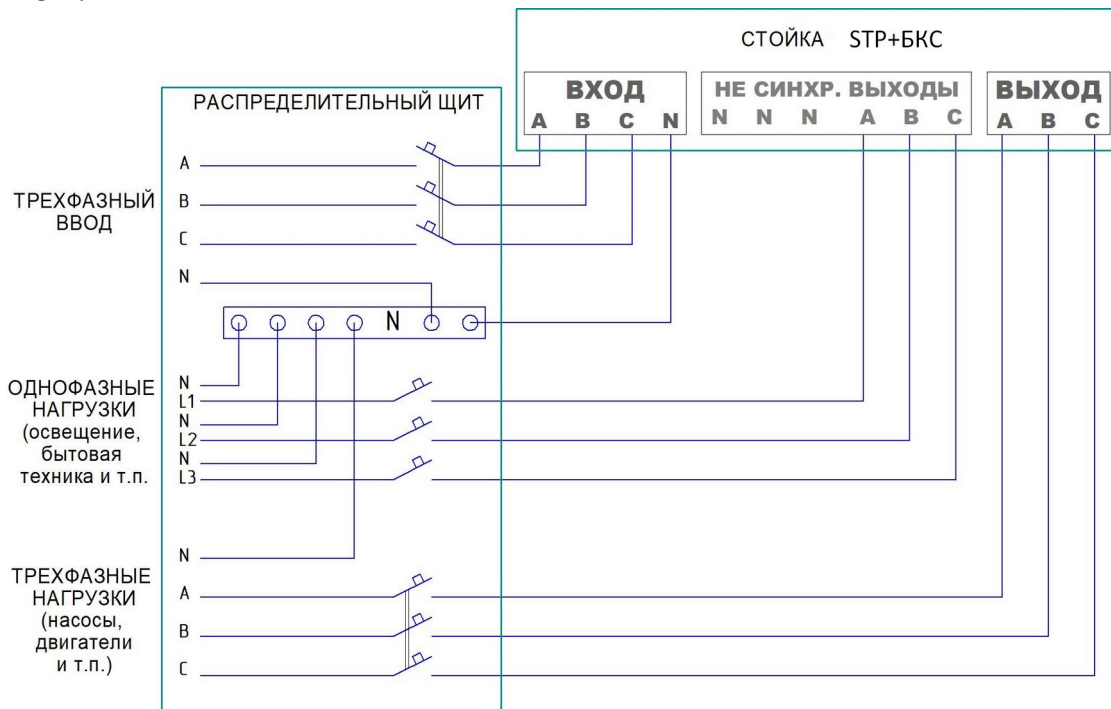 СТОЙКА STP+БКС
ВХОД
A B C N
НЕ СИНХР. ВЫХОДЫ
N N N A B C
ВЫХОД
A B C
РАСПРЕДЕЛИТЕЛЬНЫЙ ЩИТ
ТРЕХФАЗНЫЙ
ВВОД
A
B
C
N
N
ОДНОФАЗНЫЕ
НАГРУЗКИ
(освещение,
бытовая
техника и т.п.
N
L1
N
L2
N
L3
ТРЕХФАЗНЫЕ
НАГРУЗКИ
(насосы,
двигатели
и т.п.)
N
A
B
C